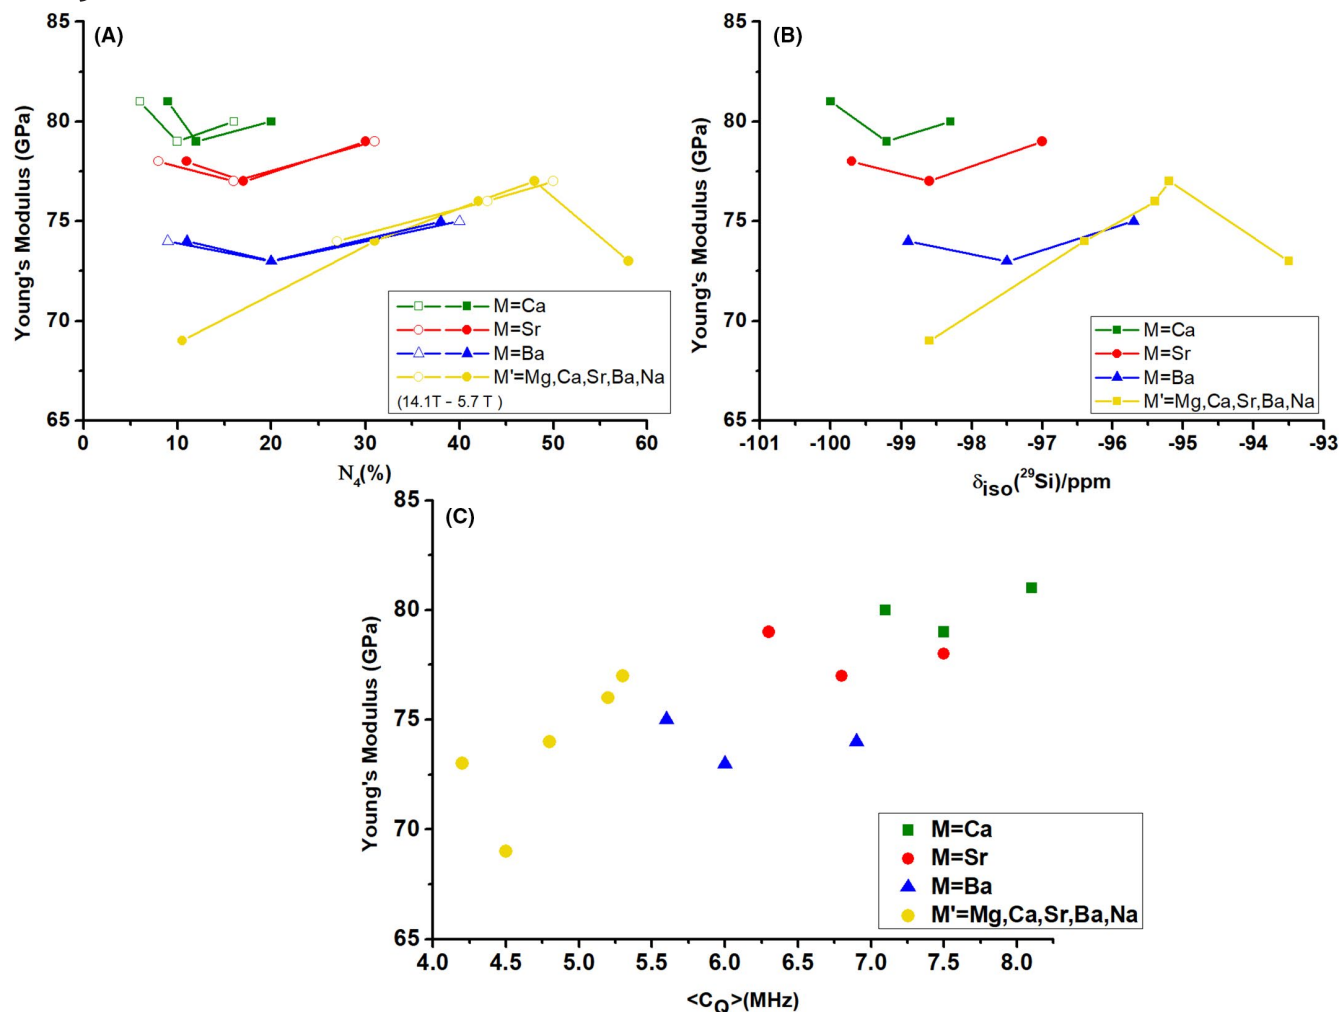 (A)
85
80
75
70
65
Young's Modulus (GPa)
0 10 20 30 40 50 60
N4(%)
M=Ca
M=Sr
M=Ba
M'=Mg,Ca,Sr,Ba,Na
(14.1T - 5.7 T )
(B)
85
80
75
70
65
Young's Modulus (GPa)
-101 -100 -99 -98 -97 -96 -95 -94 -93
δiso(29Si)/ppm
M=Ca
M=Sr
M=Ba
M'=Mg,Ca,Sr,Ba,Na
(C)
85
80
75
70
65
Young's Modulus (GPa)
4.0 4.5 5.0 5.5 6.0 6.5 7.0 7.5 8.0
<CQ>(MHz)
M=Ca
M=Sr
M=Ba
M'=Mg,Ca,Sr,Ba,Na